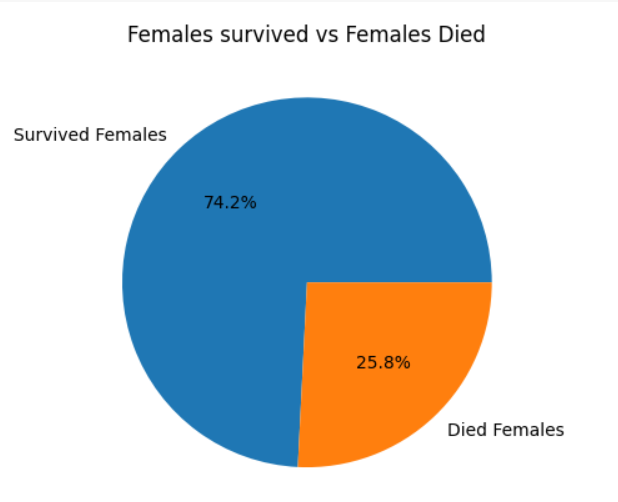 Females survived vs Females Died
Survived Females
74.2%
25.8%
Died Females